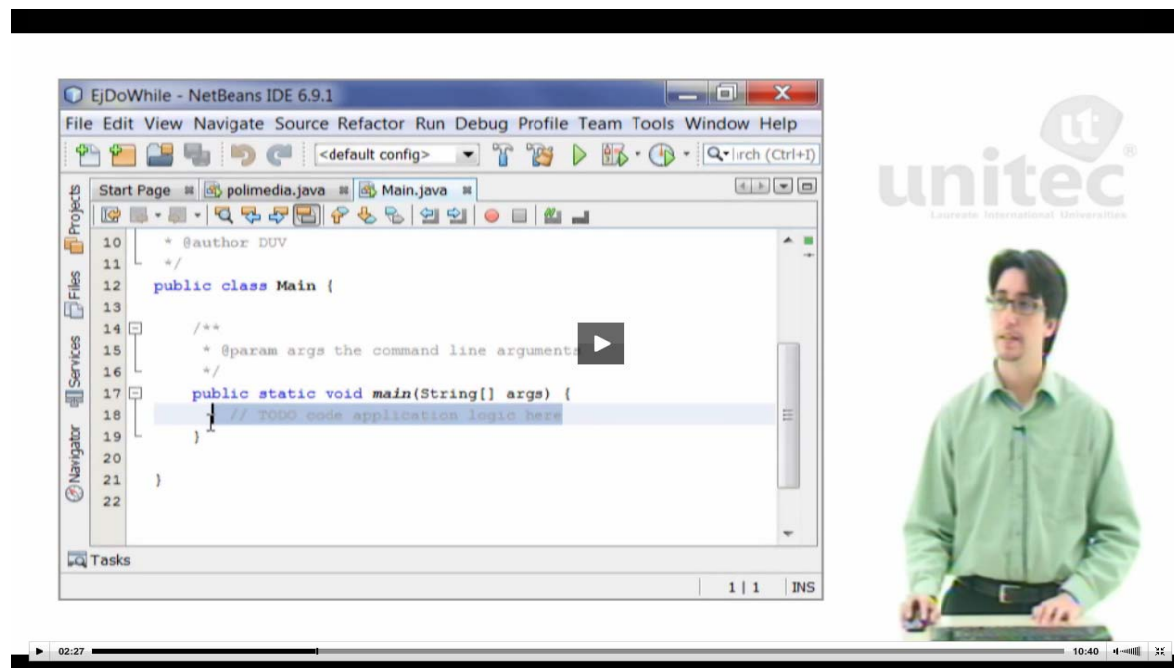 EjDoWhile - NetBeans IDE 6.9.1
File Edit View Navigate Source Refactor Run Debug Profile Team Tools Window Help
<default config>
(Ctrl+I)
Start Page
polimedia.java
Main.java
Projects
Files
Services
Navigator
10 * @author DUV
11 */
12 public class Main {
13
14 /**
15 * @param args the command line arguments
16 */
17 public static void main(String[] args) {
18 // TODO code application logic here
19 }
20
21 }
22
Tasks
1 | 1 INS
ut
unitec
®
Laureate International Universities
02:27
10:40